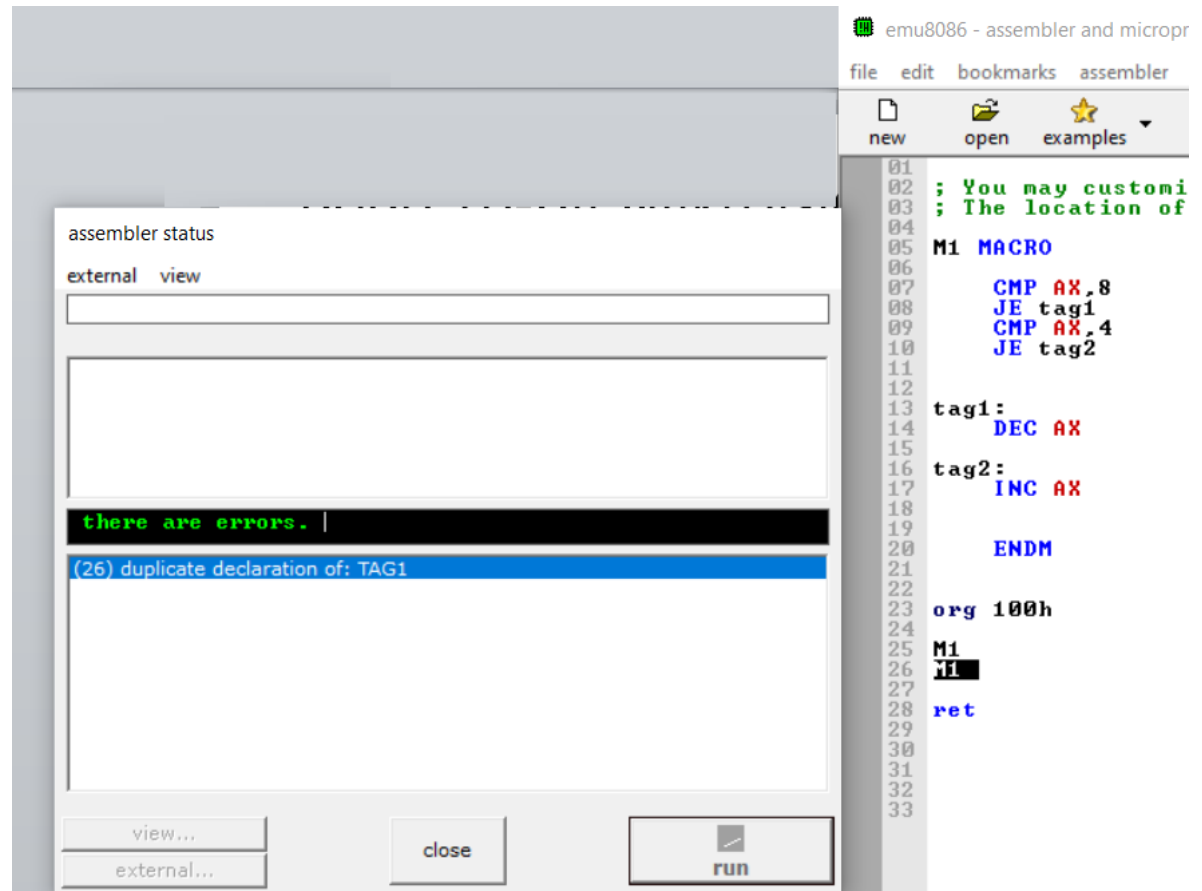 emu8086 - assembler and micropr
file edit bookmarks assembler
new open examples
assembler status
external view
there are errors.
(26) duplicate declaration of: TAG1
view...
external...
close
run
01
02 ; You may customi
03 ; The location of
04
05 M1 MACRO
06
07 CMP AX,8
08 JE tag1
09 CMP AX,4
10 JE tag2
11
12
13 tag1:
14 DEC AX
15
16 tag2:
17 INC AX
18
19
20 ENDM
21
22
23 org 100h
24
25 M1
26 M1
27
28 ret
29
30
31
32
33